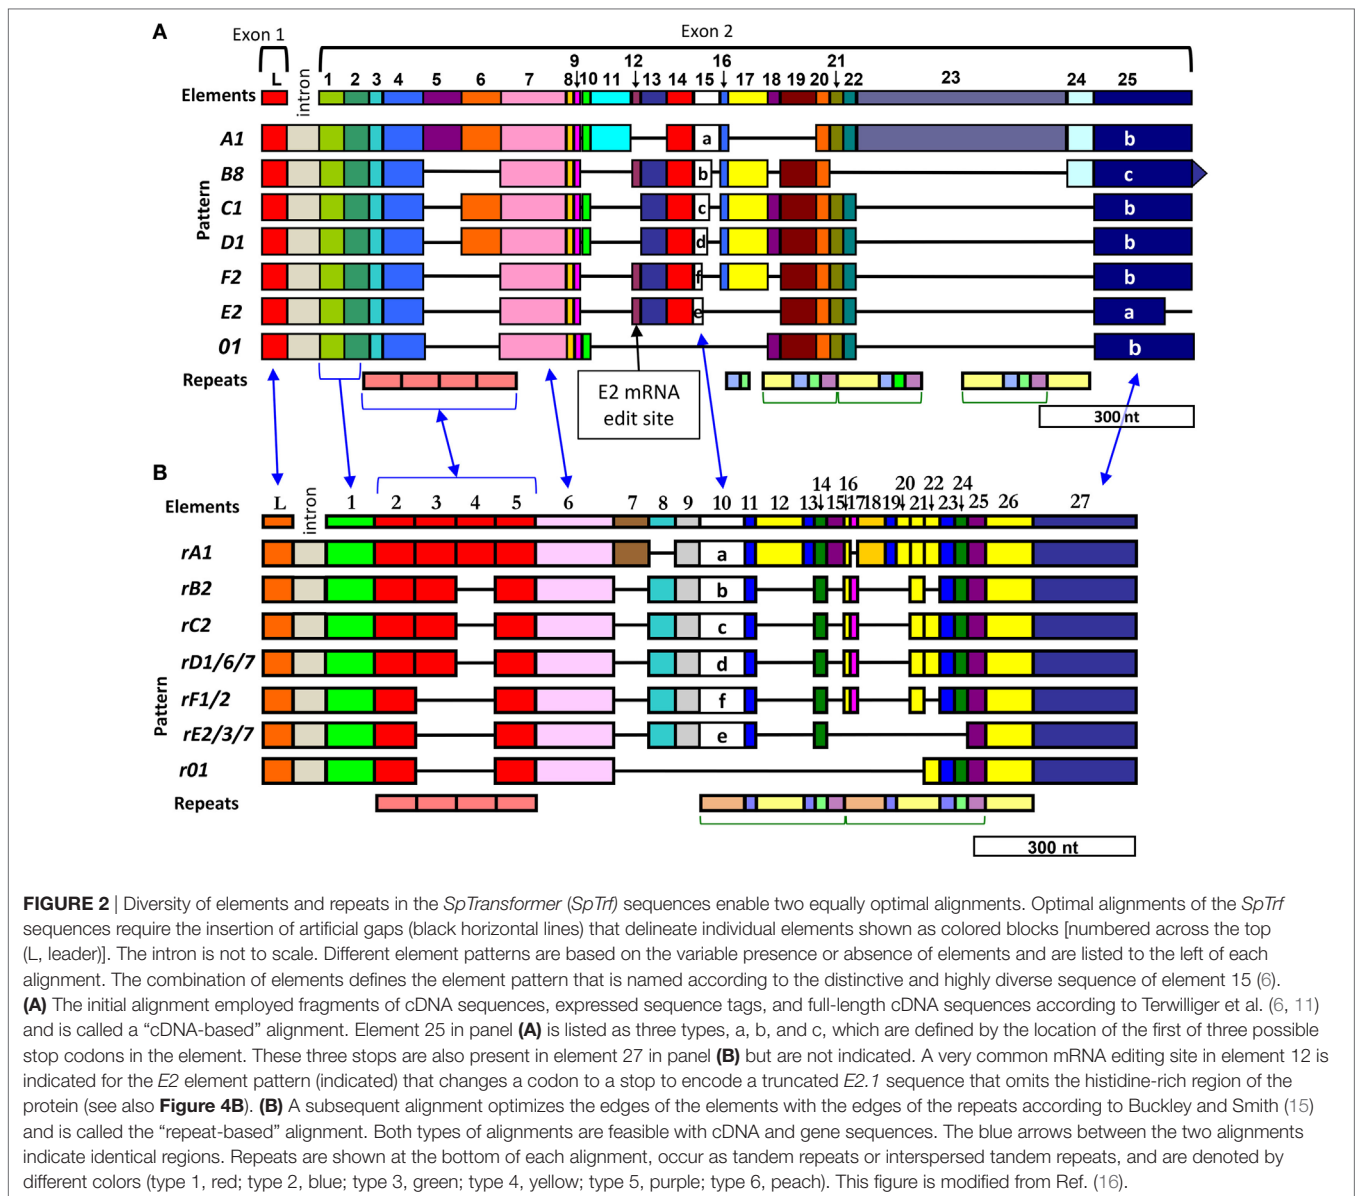 A
Exon 1
Exon 2
Elements L intron 1 2 3 4 5 6 7 8 9 10 11 12 13 14 15 16 17 18 19 20 21 22 23 24 25
Pattern
A1 a b
B8 b c
C1 c b
D1 d b
F2 f b
E2 e a
01 b
Repeats
E2 mRNA
edit site
300 nt
B
Elements L intron 1 2 3 4 5 6 7 8 9 10 11 12 13 14 15 16 17 18 19 20 21 22 23 24 25 26 27
Pattern
rA1 a
rB2 b
rC2 c
rD1/6/7 d
rF1/2 f
rE2/3/7 e
r01
Repeats
300 nt
FIGURE 2 | Diversity of elements and repeats in the SpTransformer (SpTrf) sequences enable two equally optimal alignments. Optimal alignments of the SpTrf
sequences require the insertion of artificial gaps (black horizontal lines) that delineate individual elements shown as colored blocks [numbered across the top
(L, leader)]. The intron is not to scale. Different element patterns are based on the variable presence or absence of elements and are listed to the left of each
alignment. The combination of elements defines the element pattern that is named according to the distinctive and highly diverse sequence of element 15 (6).
(A) The initial alignment employed fragments of cDNA sequences, expressed sequence tags, and full-length cDNA sequences according to Terwilliger et al. (6, 11)
and is called a “cDNA-based” alignment. Element 25 in panel (A) is listed as three types, a, b, and c, which are defined by the location of the first of three possible
stop codons in the element. These three stops are also present in element 27 in panel (B) but are not indicated. A very common mRNA editing site in element 12 is
indicated for the E2 element pattern (indicated) that changes a codon to a stop to encode a truncated E2.1 sequence that omits the histidine-rich region of the
protein (see also Figure 4B). (B) A subsequent alignment optimizes the edges of the elements with the edges of the repeats according to Buckley and Smith (15)
and is called the “repeat-based” alignment. Both types of alignments are feasible with cDNA and gene sequences. The blue arrows between the two alignments
indicate identical regions. Repeats are shown at the bottom of each alignment, occur as tandem repeats or interspersed tandem repeats, and are denoted by
different colors (type 1, red; type 2, blue; type 3, green; type 4, yellow; type 5, purple; type 6, peach). This figure is modified from Ref. (16).